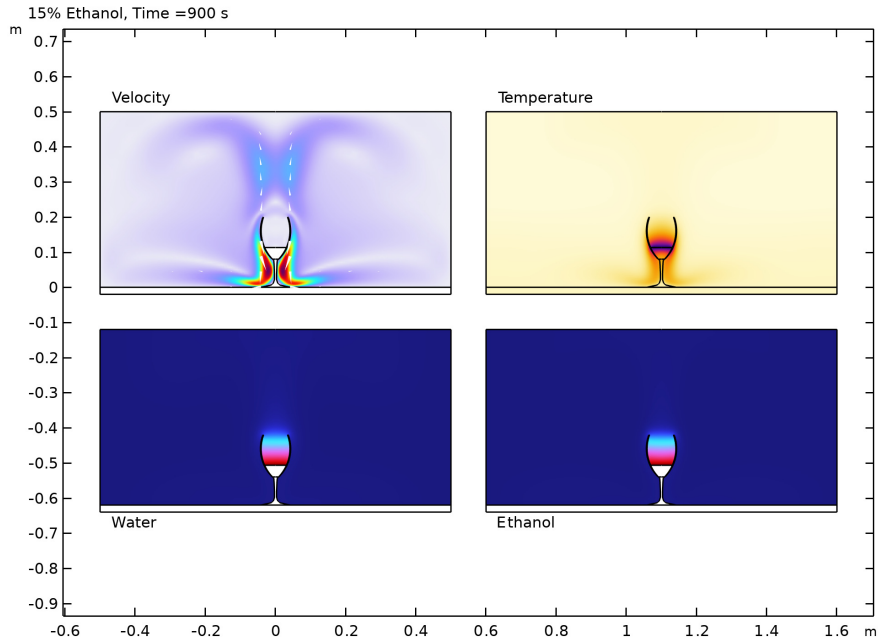 15% Ethanol, Time =900 s
m
0.7
0.6
Velocity
Temperature
0.5
0.4
0.3
0.2
0.1
0
-0.1
-0.2
-0.3
-0.4
-0.5
-0.6
Water
Ethanol
-0.7
-0.8
-0.9
-0.6 -0.4 -0.2 0 0.2 0.4 0.6 0.8 1 1.2 1.4 1.6 m